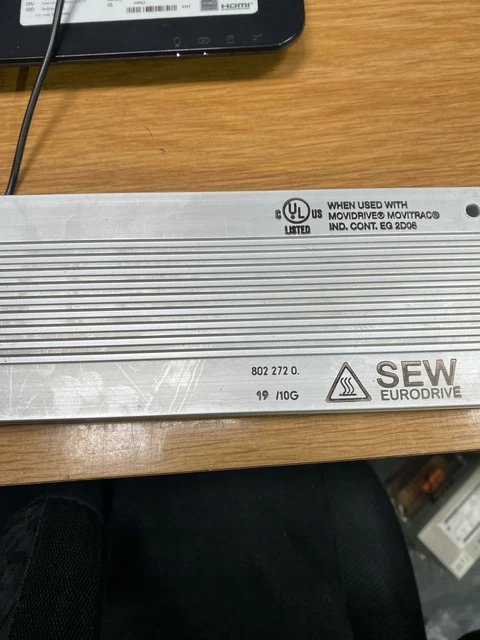 HDMI
C UL US
LISTED
WHEN USED WITH
MOVIDRIVE® MOVITRAC®
IND. CONT. EQ 2D06
802 272 0.
19 /10G
SEW
EURODRIVE